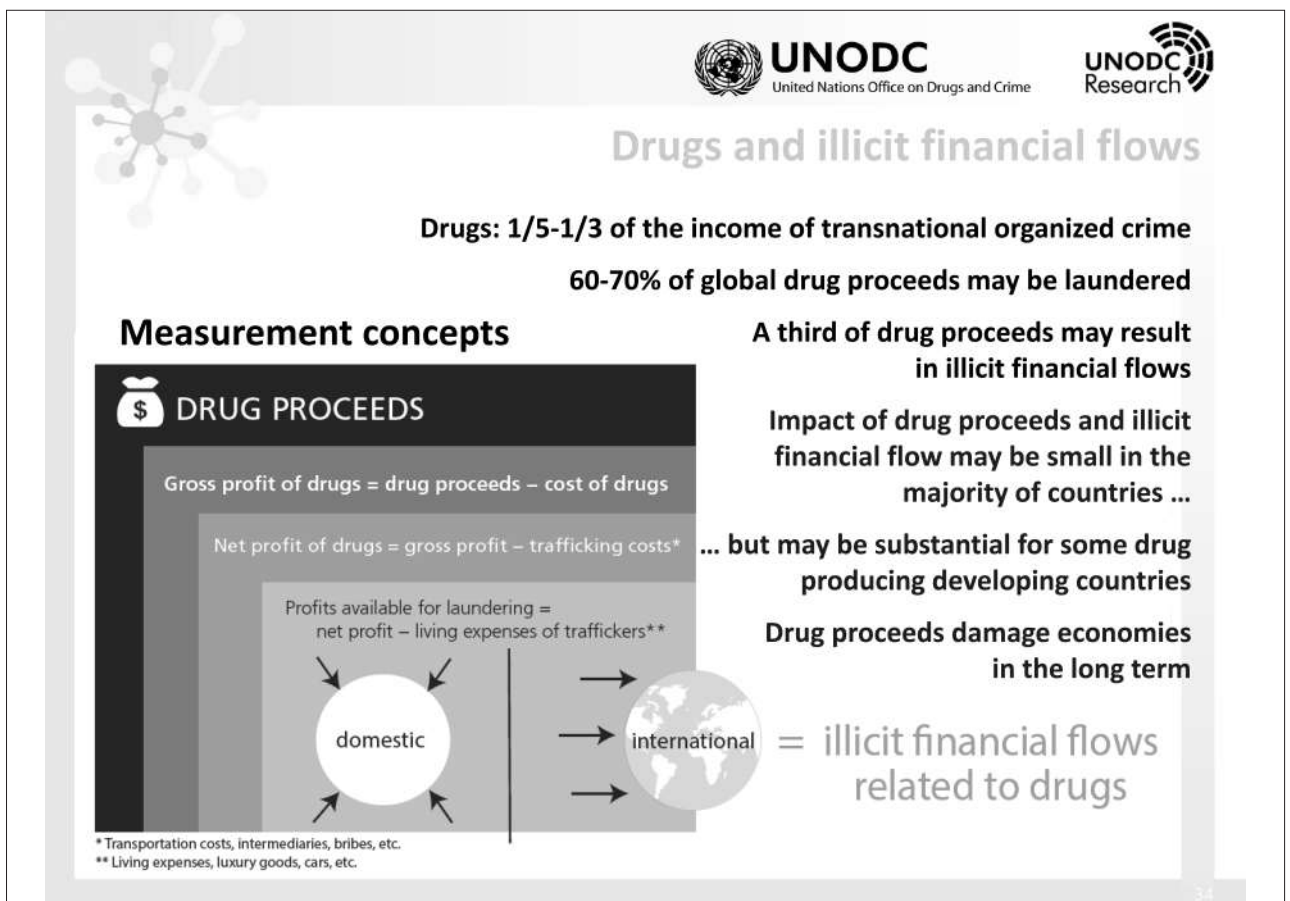 UNODC
United Nations Office on Drugs and Crime
UNODC
Research
Drugs and illicit financial flows
Drugs: 1/5-1/3 of the income of transnational organized crime
60-70% of global drug proceeds may be laundered
A third of drug proceeds may result
in illicit financial flows
Impact of drug proceeds and illicit
financial flow may be small in the
majority of countries ...
... but may be substantial for some drug
producing developing countries
Drug proceeds damage economies
in the long term
Measurement concepts
$ DRUG PROCEEDS
Gross profit of drugs = drug proceeds – cost of drugs
Net profit of drugs = gross profit – trafficking costs*
Profits available for laundering =
net profit – living expenses of traffickers**
domestic
international
= illicit financial flows
related to drugs
* Transportation costs, intermediaries, bribes, etc.
** Living expenses, luxury goods, cars, etc.
34